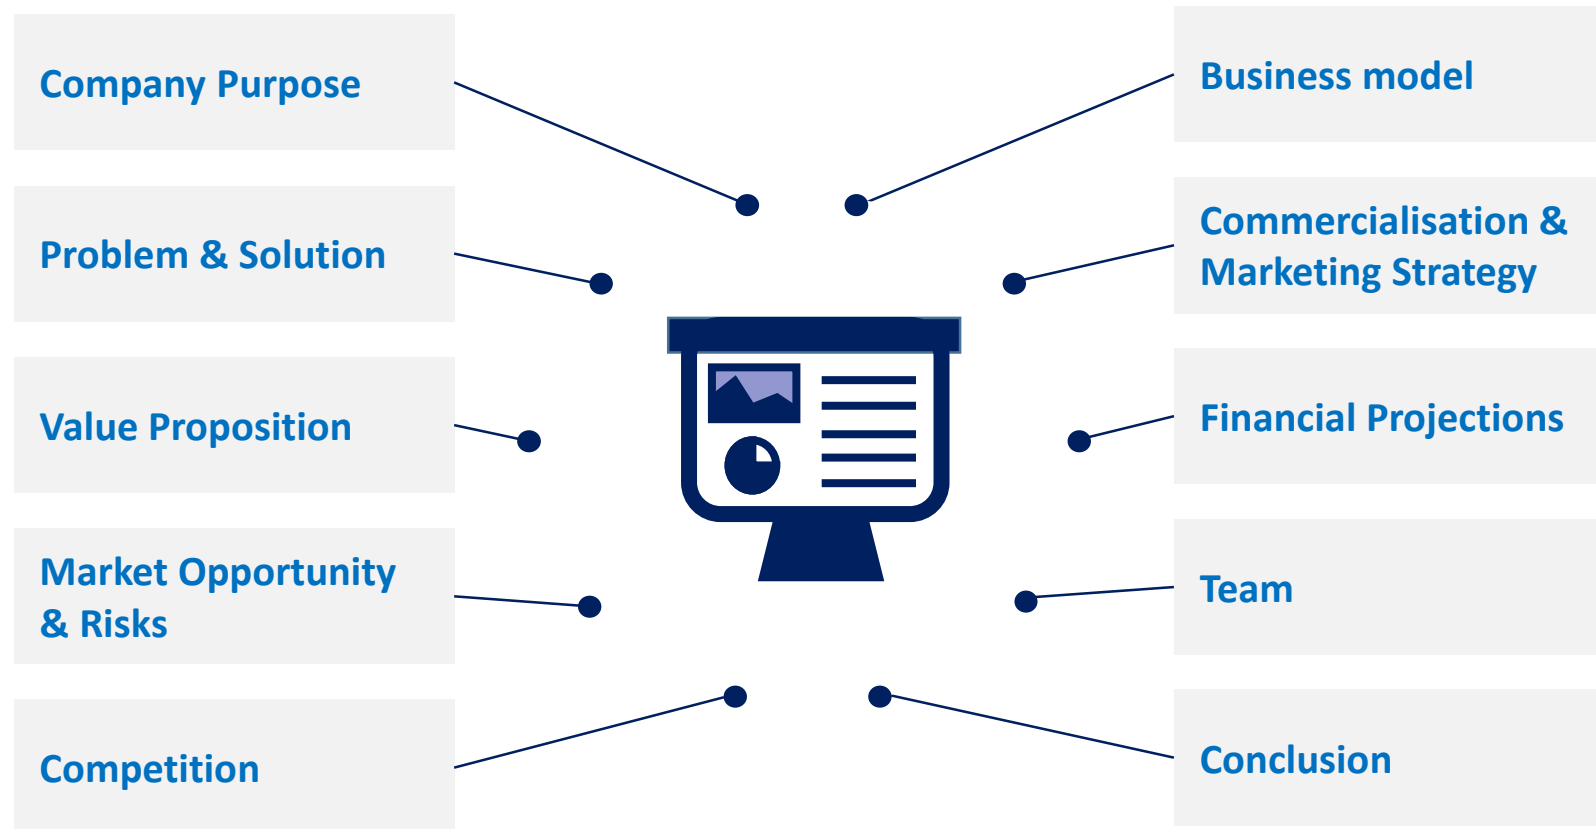 Company Purpose
Problem & Solution
Value Proposition
Market Opportunity
& Risks
Competition
Business model
Commercialisation &
Marketing Strategy
Financial Projections
Team
Conclusion